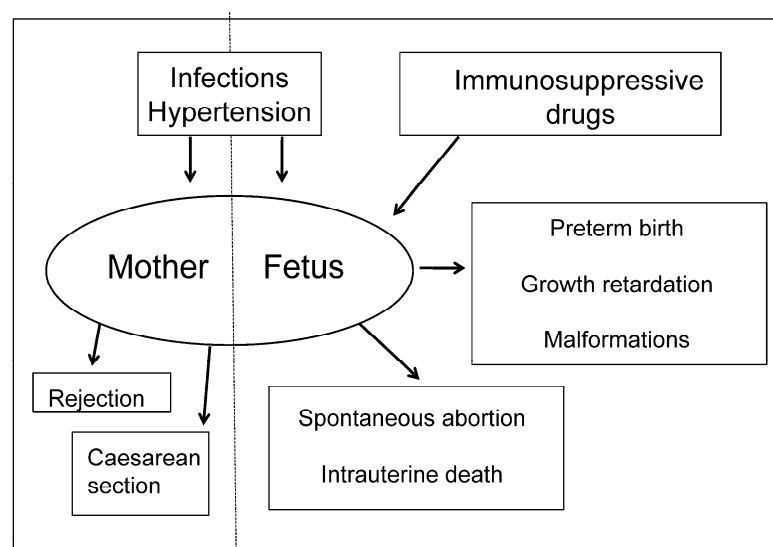 Infections
Hypertension
Immunosuppressive
drugs
Mother
Fetus
Preterm birth
Growth retardation
Malformations
Rejection
Caesarean
section
Spontaneous abortion
Intrauterine death